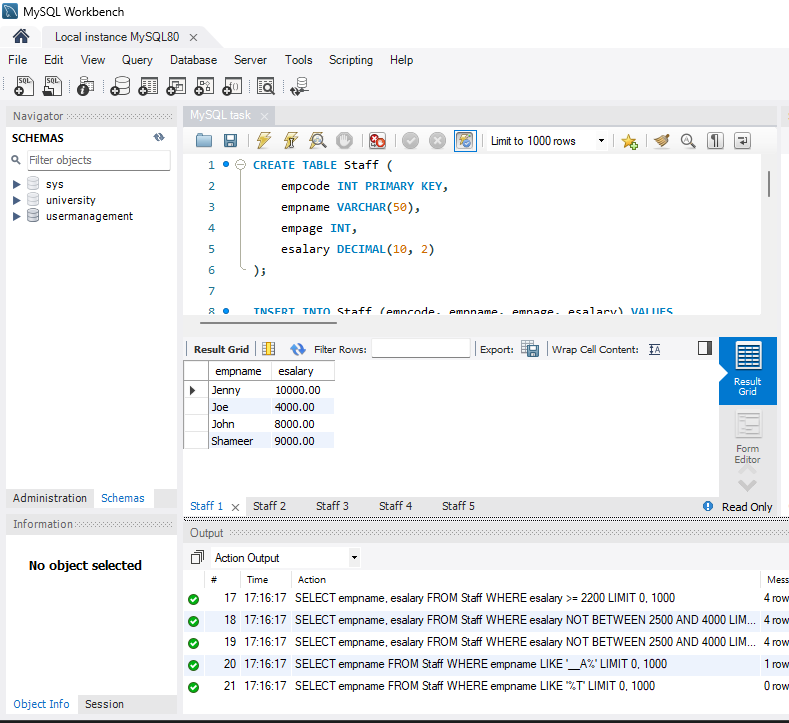 MySQL Workbench
Local instance MySQL80
File Edit View Query Database Server Tools Scripting Help
SQL SQL
Navigator
SCHEMAS
Filter objects
sys
university
usermanagement
Administration Schemas
Information
No object selected
Object Info Session
MySQL task
Limit to 1000 rows
1 CREATE TABLE Staff (
2 empcode INT PRIMARY KEY,
3 empname VARCHAR(50),
4 empage INT,
5 esalary DECIMAL(10, 2)
6 );
7
8 INSERT INTO Staff (empcode, empname, empage, esalary) VALUES
Result Grid Filter Rows: Export: Wrap Cell Content:
empname esalary
Jenny 10000.00
Joe 4000.00
John 8000.00
Shameer 9000.00
Result
Grid
Form
Editor
Staff 1 Staff 2 Staff 3 Staff 4 Staff 5 Read Only
Output
Action Output
# Time Action Mess
17 17:16:17 SELECT empname, esalary FROM Staff WHERE esalary >= 2200 LIMIT 0, 1000 4 row
18 17:16:17 SELECT empname, esalary FROM Staff WHERE esalary NOT BETWEEN 2500 AND 4000 LIM... 4 row
19 17:16:17 SELECT empname, esalary FROM Staff WHERE esalary NOT BETWEEN 2500 AND 4000 LIM... 4 row
20 17:16:17 SELECT empname FROM Staff WHERE empname LIKE '__A%' LIMIT 0, 1000 1 row
21 17:16:17 SELECT empname FROM Staff WHERE empname LIKE '%T' LIMIT 0, 1000 0 row